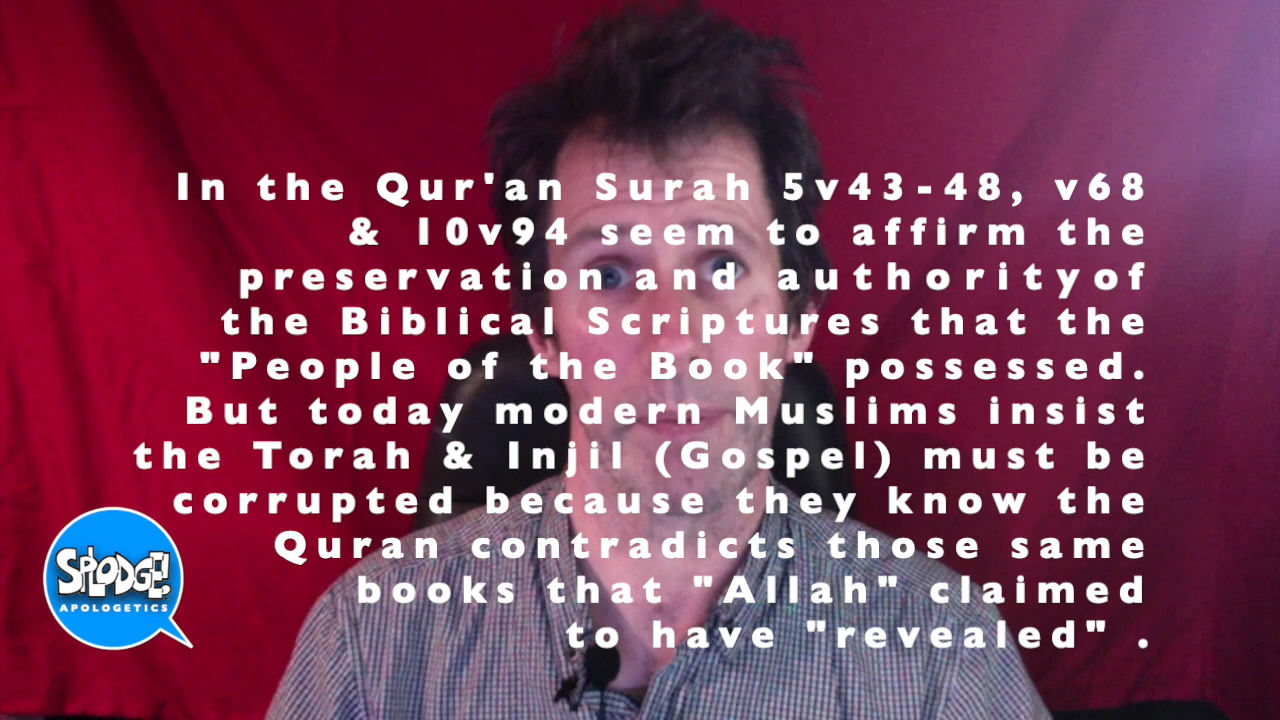 In the Qur'an Surah 5v43-48, v68
& 10v94 seem to affirm the
preservation and authorityof
the Biblical Scriptures that the
"People of the Book" possessed.
But today modern Muslims insist
the Torah & Injil (Gospel) must be
corrupted because they know the
Quran contradicts those same
books that "Allah" claimed
to have "revealed" .
SPLODGE!
APOLOGETICS